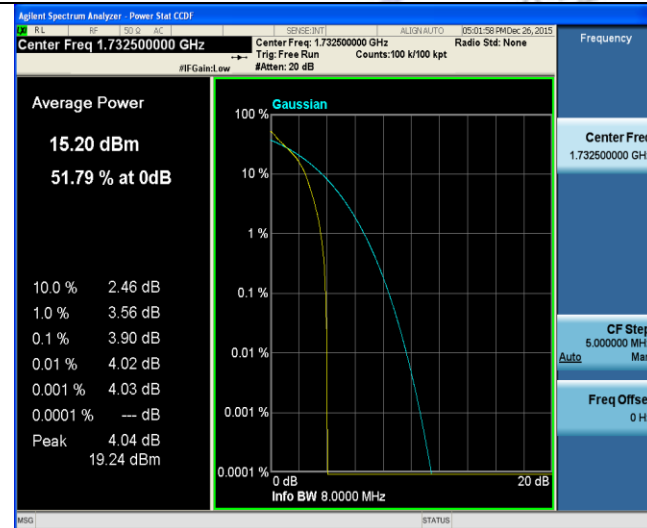 Agilent Spectrum Analyzer - Power Stat CCDF
RL RF 50 Ω AC SENSE:INT ALIGN AUTO 05:01:58 PM Dec 26, 2015
Center Freq 1.732500000 GHz
Center Freq: 1.732500000 GHz Radio Std: None
Trig: Free Run Counts:100 k/100 kpt
#IFGain:Low #Atten: 20 dB
Frequency
Average Power
15.20 dBm
51.79 % at 0dB
10.0 % 2.46 dB
1.0 % 3.56 dB
0.1 % 3.90 dB
0.01 % 4.02 dB
0.001 % 4.03 dB
0.0001 % --- dB
Peak 4.04 dB
19.24 dBm
Gaussian
100 %
10 %
1 %
0.1 %
0.01 %
0.001 %
0.0001 %
0 dB 20 dB
Info BW 8.0000 MHz
Center Fre
1.732500000 GH
CF Step
5.000000 MH
Auto Ma
Freq Offse
0 H
MSG STATUS